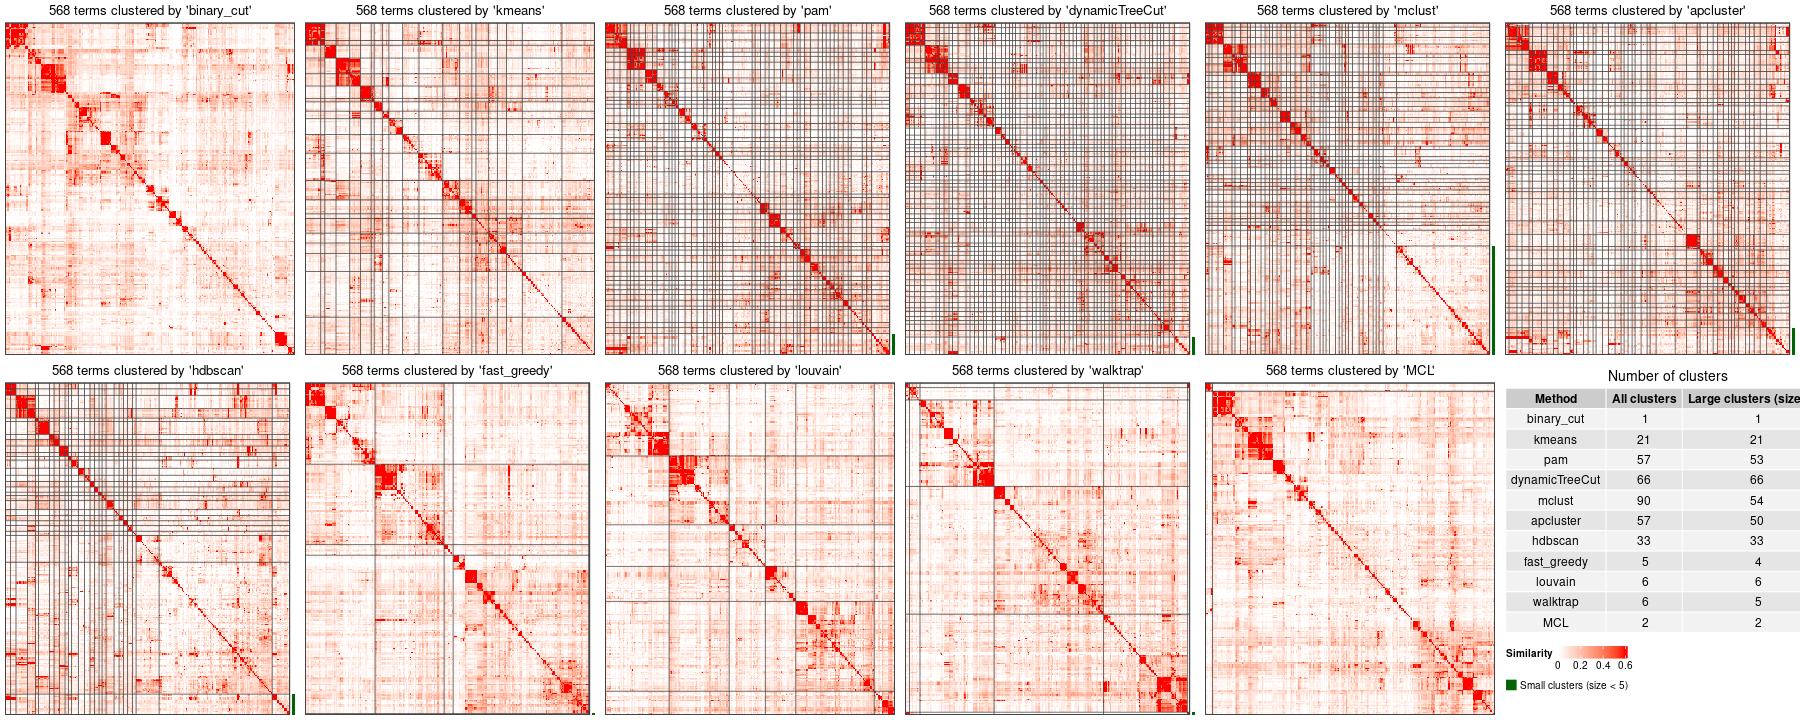 568 terms clustered by 'binary_cut'
568 terms clustered by 'kmeans'
568 terms clustered by 'pam'
568 terms clustered by 'dynamicTreeCut'
568 terms clustered by 'mclust'
568 terms clustered by 'apcluster'
568 terms clustered by 'hdbscan'
568 terms clustered by 'fast_greedy'
568 terms clustered by 'louvain'
568 terms clustered by 'walktrap'
568 terms clustered by 'MCL'
Number of clusters
Method All clusters Large clusters (size
binary_cut 1 1
kmeans 21 21
pam 57 53
dynamicTreeCut 66 66
mclust 90 54
apcluster 57 50
hdbscan 33 33
fast_greedy 5 4
louvain 6 6
walktrap 6 5
MCL 2 2
Similarity
0 0.2 0.4 0.6
Small clusters (size < 5)